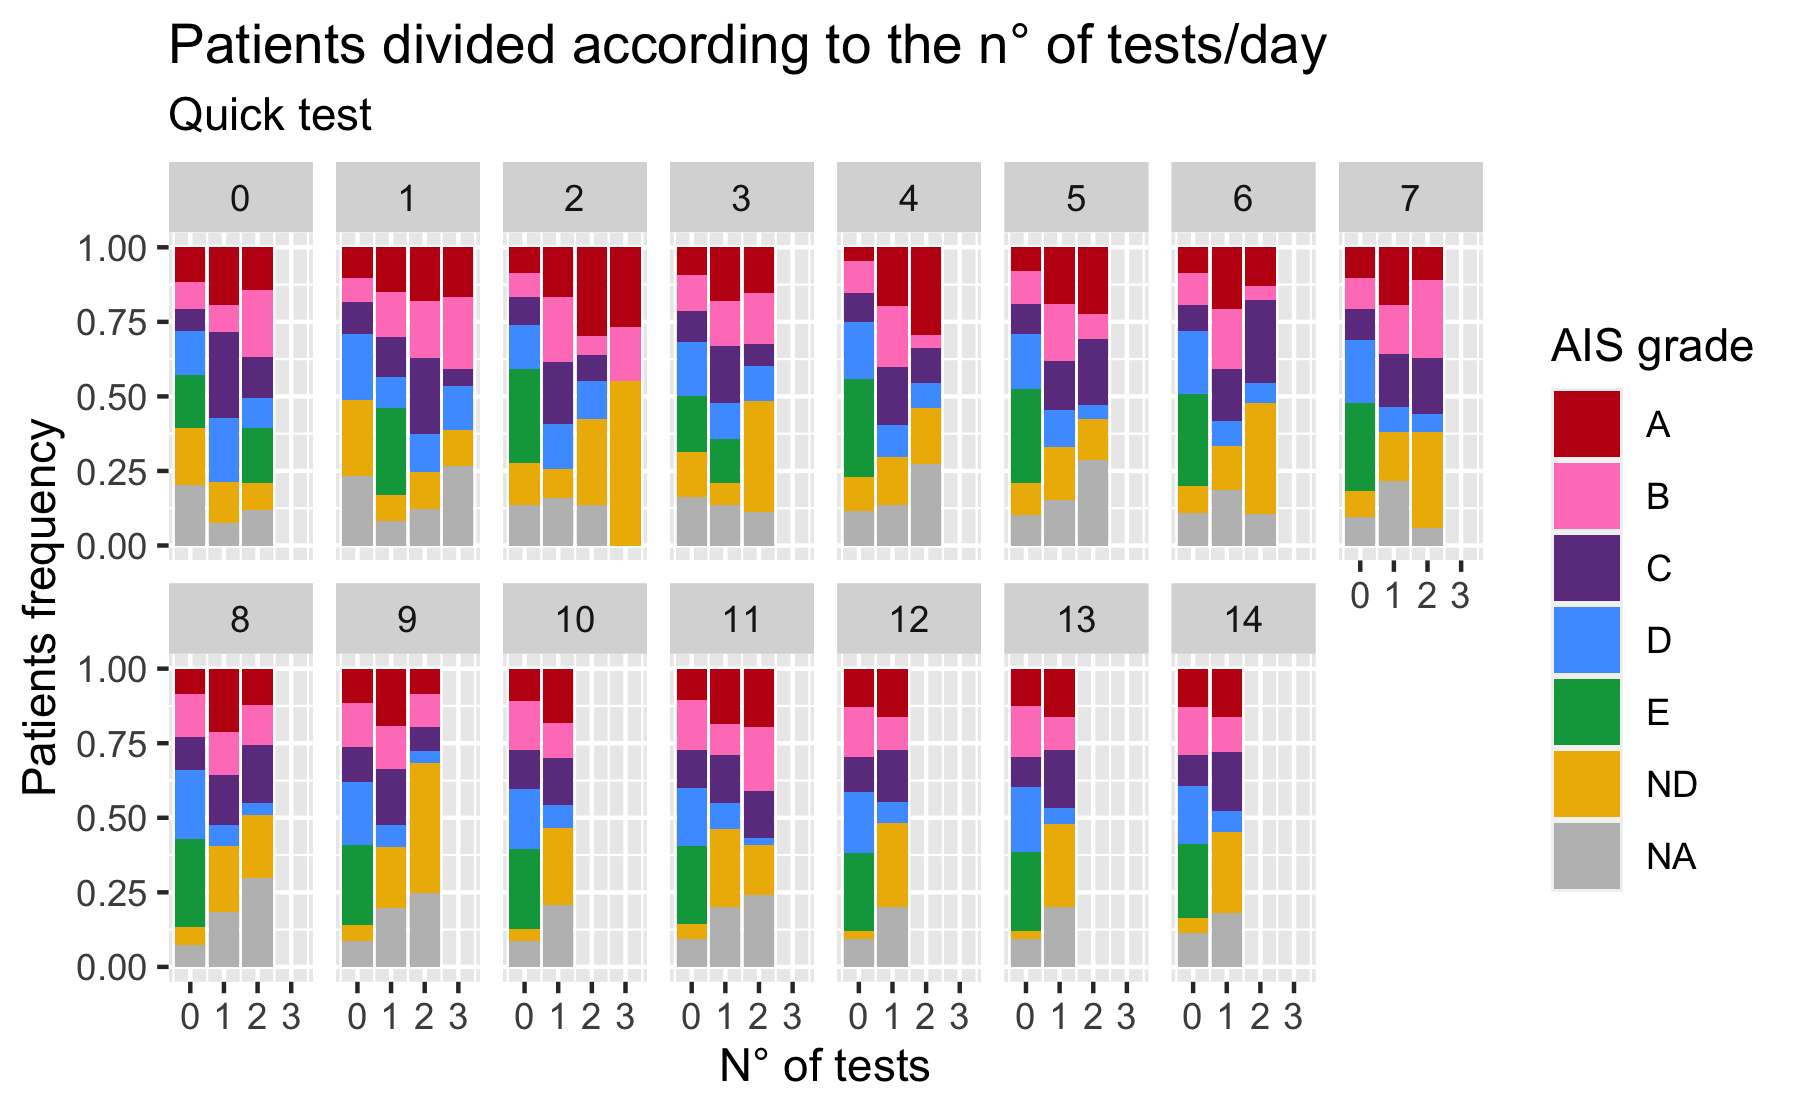 Patients divided according to the n° of tests/day
Quick test
0 1 2 3 4 5 6 7
1.00
0.75
0.50
0.25
0.00
0 1 2 3
8 9 10 11 12 13 14
1.00
0.75
0.50
0.25
0.00
0 1 2 3 0 1 2 3 0 1 2 3 0 1 2 3 0 1 2 3 0 1 2 3 0 1 2 3
N° of tests
Patients frequency
AIS grade
A
B
C
D
E
ND
NA